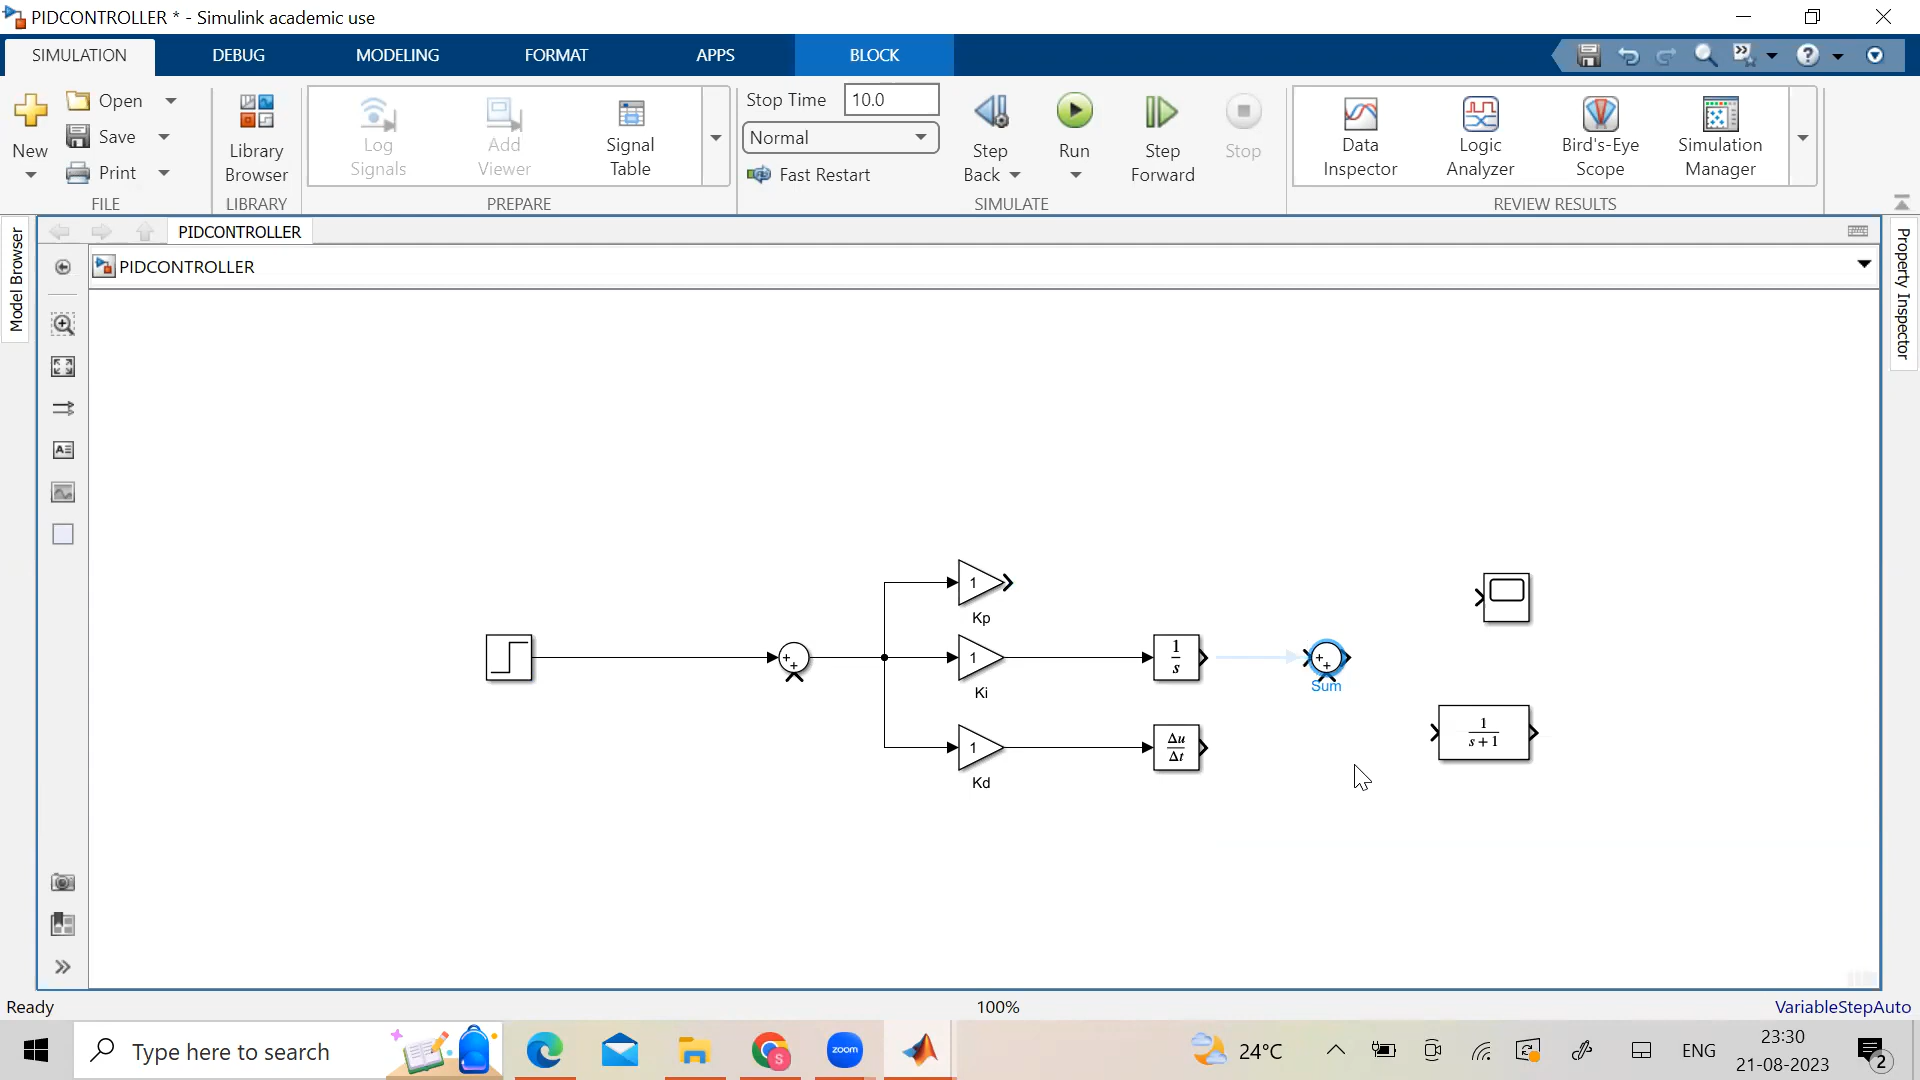 PIDCONTROLLER * - Simulink academic use
SIMULATION
DEBUG
MODELING
FORMAT
APPS
BLOCK
New
Open
Save
Print
FILE
Library
Browser
LIBRARY
Log
Signals
Add
Viewer
Signal
Table
PREPARE
Stop Time
10.0
Normal
Fast Restart
Step
Back
Run
Step
Forward
Stop
SIMULATE
Data
Inspector
Logic
Analyzer
Bird's-Eye
Scope
Simulation
Manager
REVIEW RESULTS
Model Browser
PIDCONTROLLER
PIDCONTROLLER
Property Inspector
1
Kp
1
Ki
1
Kd
1
s
Δu
Δt
+
+
+
+
Sum
1
s + 1
Ready
100%
VariableStepAuto
Type here to search
zoom
S
24°C
ENG
23:30
21-08-2023
2